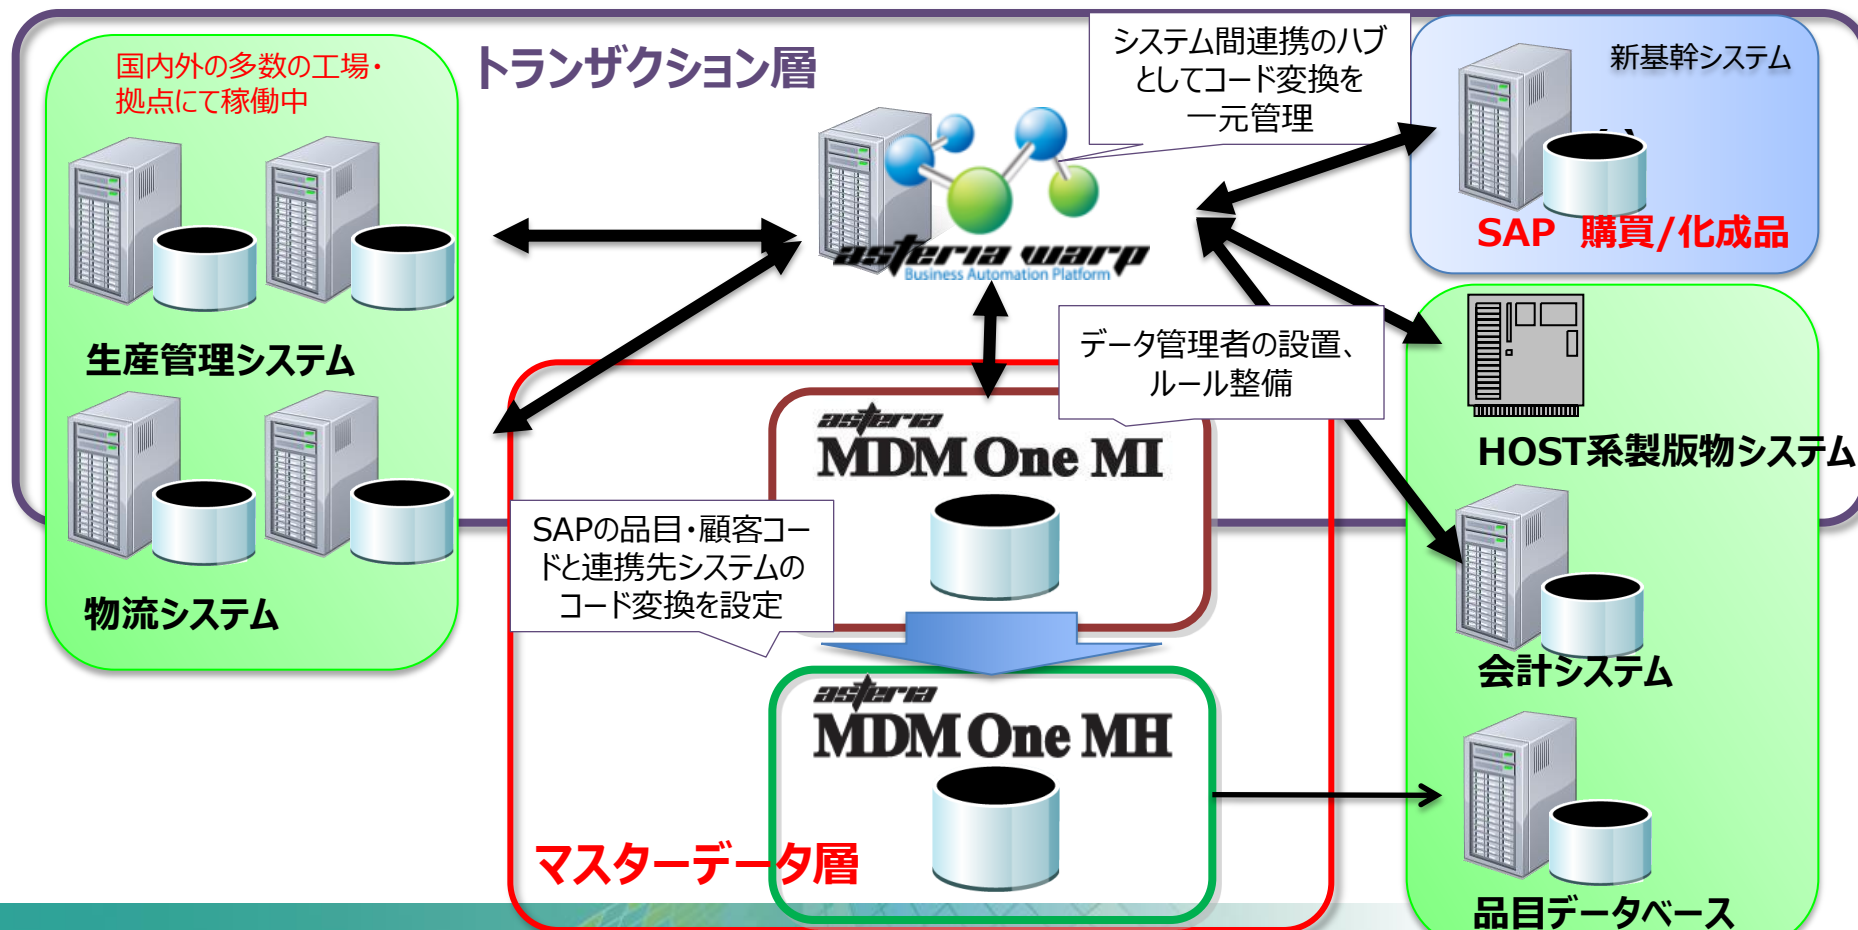 国内外の多数の工場・
拠点にて稼働中
生産管理システム
物流システム
トランザクション層
システム間連携のハブ
としてコード変換を
一元管理
asteria warp
Business Automation Platform
新基幹システム
SAP 購買/化成品
データ管理者の設置、
ルール整備
HOST系製版物システム
asteria
MDM One MI
SAPの品目・顧客コー
ドと連携先システムの
コード変換を設定
会計システム
asteria
MDM One MH
マスターデータ層
品目データベース